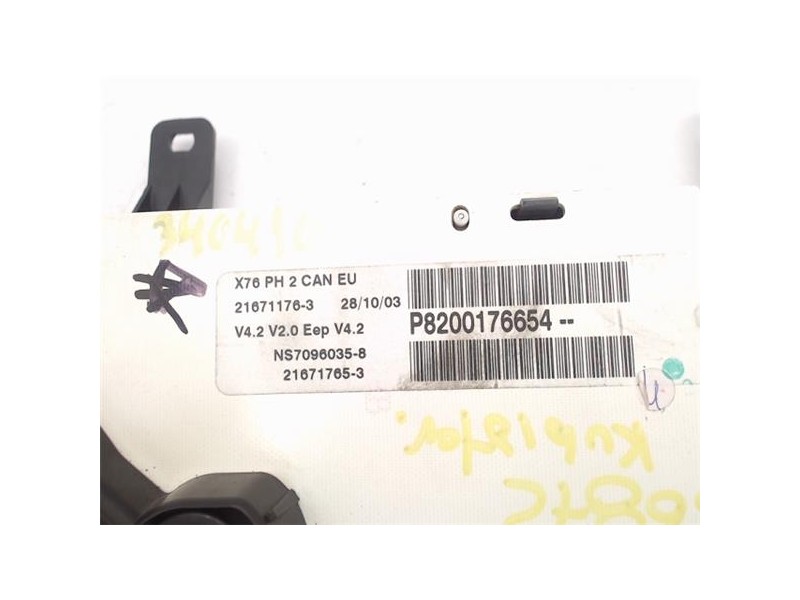 340410
X76 PH 2 CAN EU
21671176-3 28/10/03
V4.2 V2.0 Eep V4.2
P8200176654 --
NS7096035-8
21671765-3